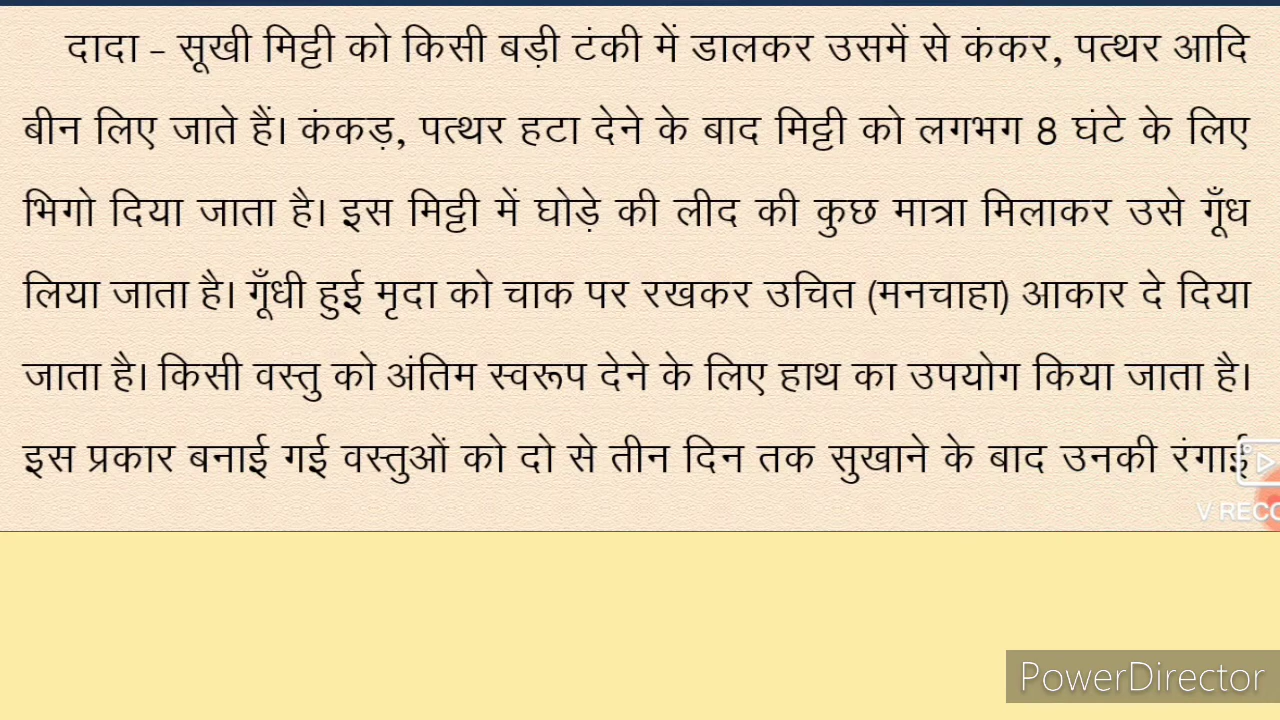 दादा - सूखी मिट्टी को किसी बड़ी टंकी में डालकर उसमें से कंकर, पत्थर आदि
बीन लिए जाते हैं। कंकड़, पत्थर हटा देने के बाद मिट्टी को लगभग 8 घंटे के लिए
भिगो दिया जाता है। इस मिट्टी में घोड़े की लीद की कुछ मात्रा मिलाकर उसे गूँध
लिया जाता है। गूँधी हुई मृदा को चाक पर रखकर उचित (मनचाहा) आकार दे दिया
जाता है। किसी वस्तु को अंतिम स्वरूप देने के लिए हाथ का उपयोग किया जाता है।
इस प्रकार बनाई गई वस्तुओं को दो से तीन दिन तक सुखाने के बाद उनकी रंगाई
V RECO
PowerDirector